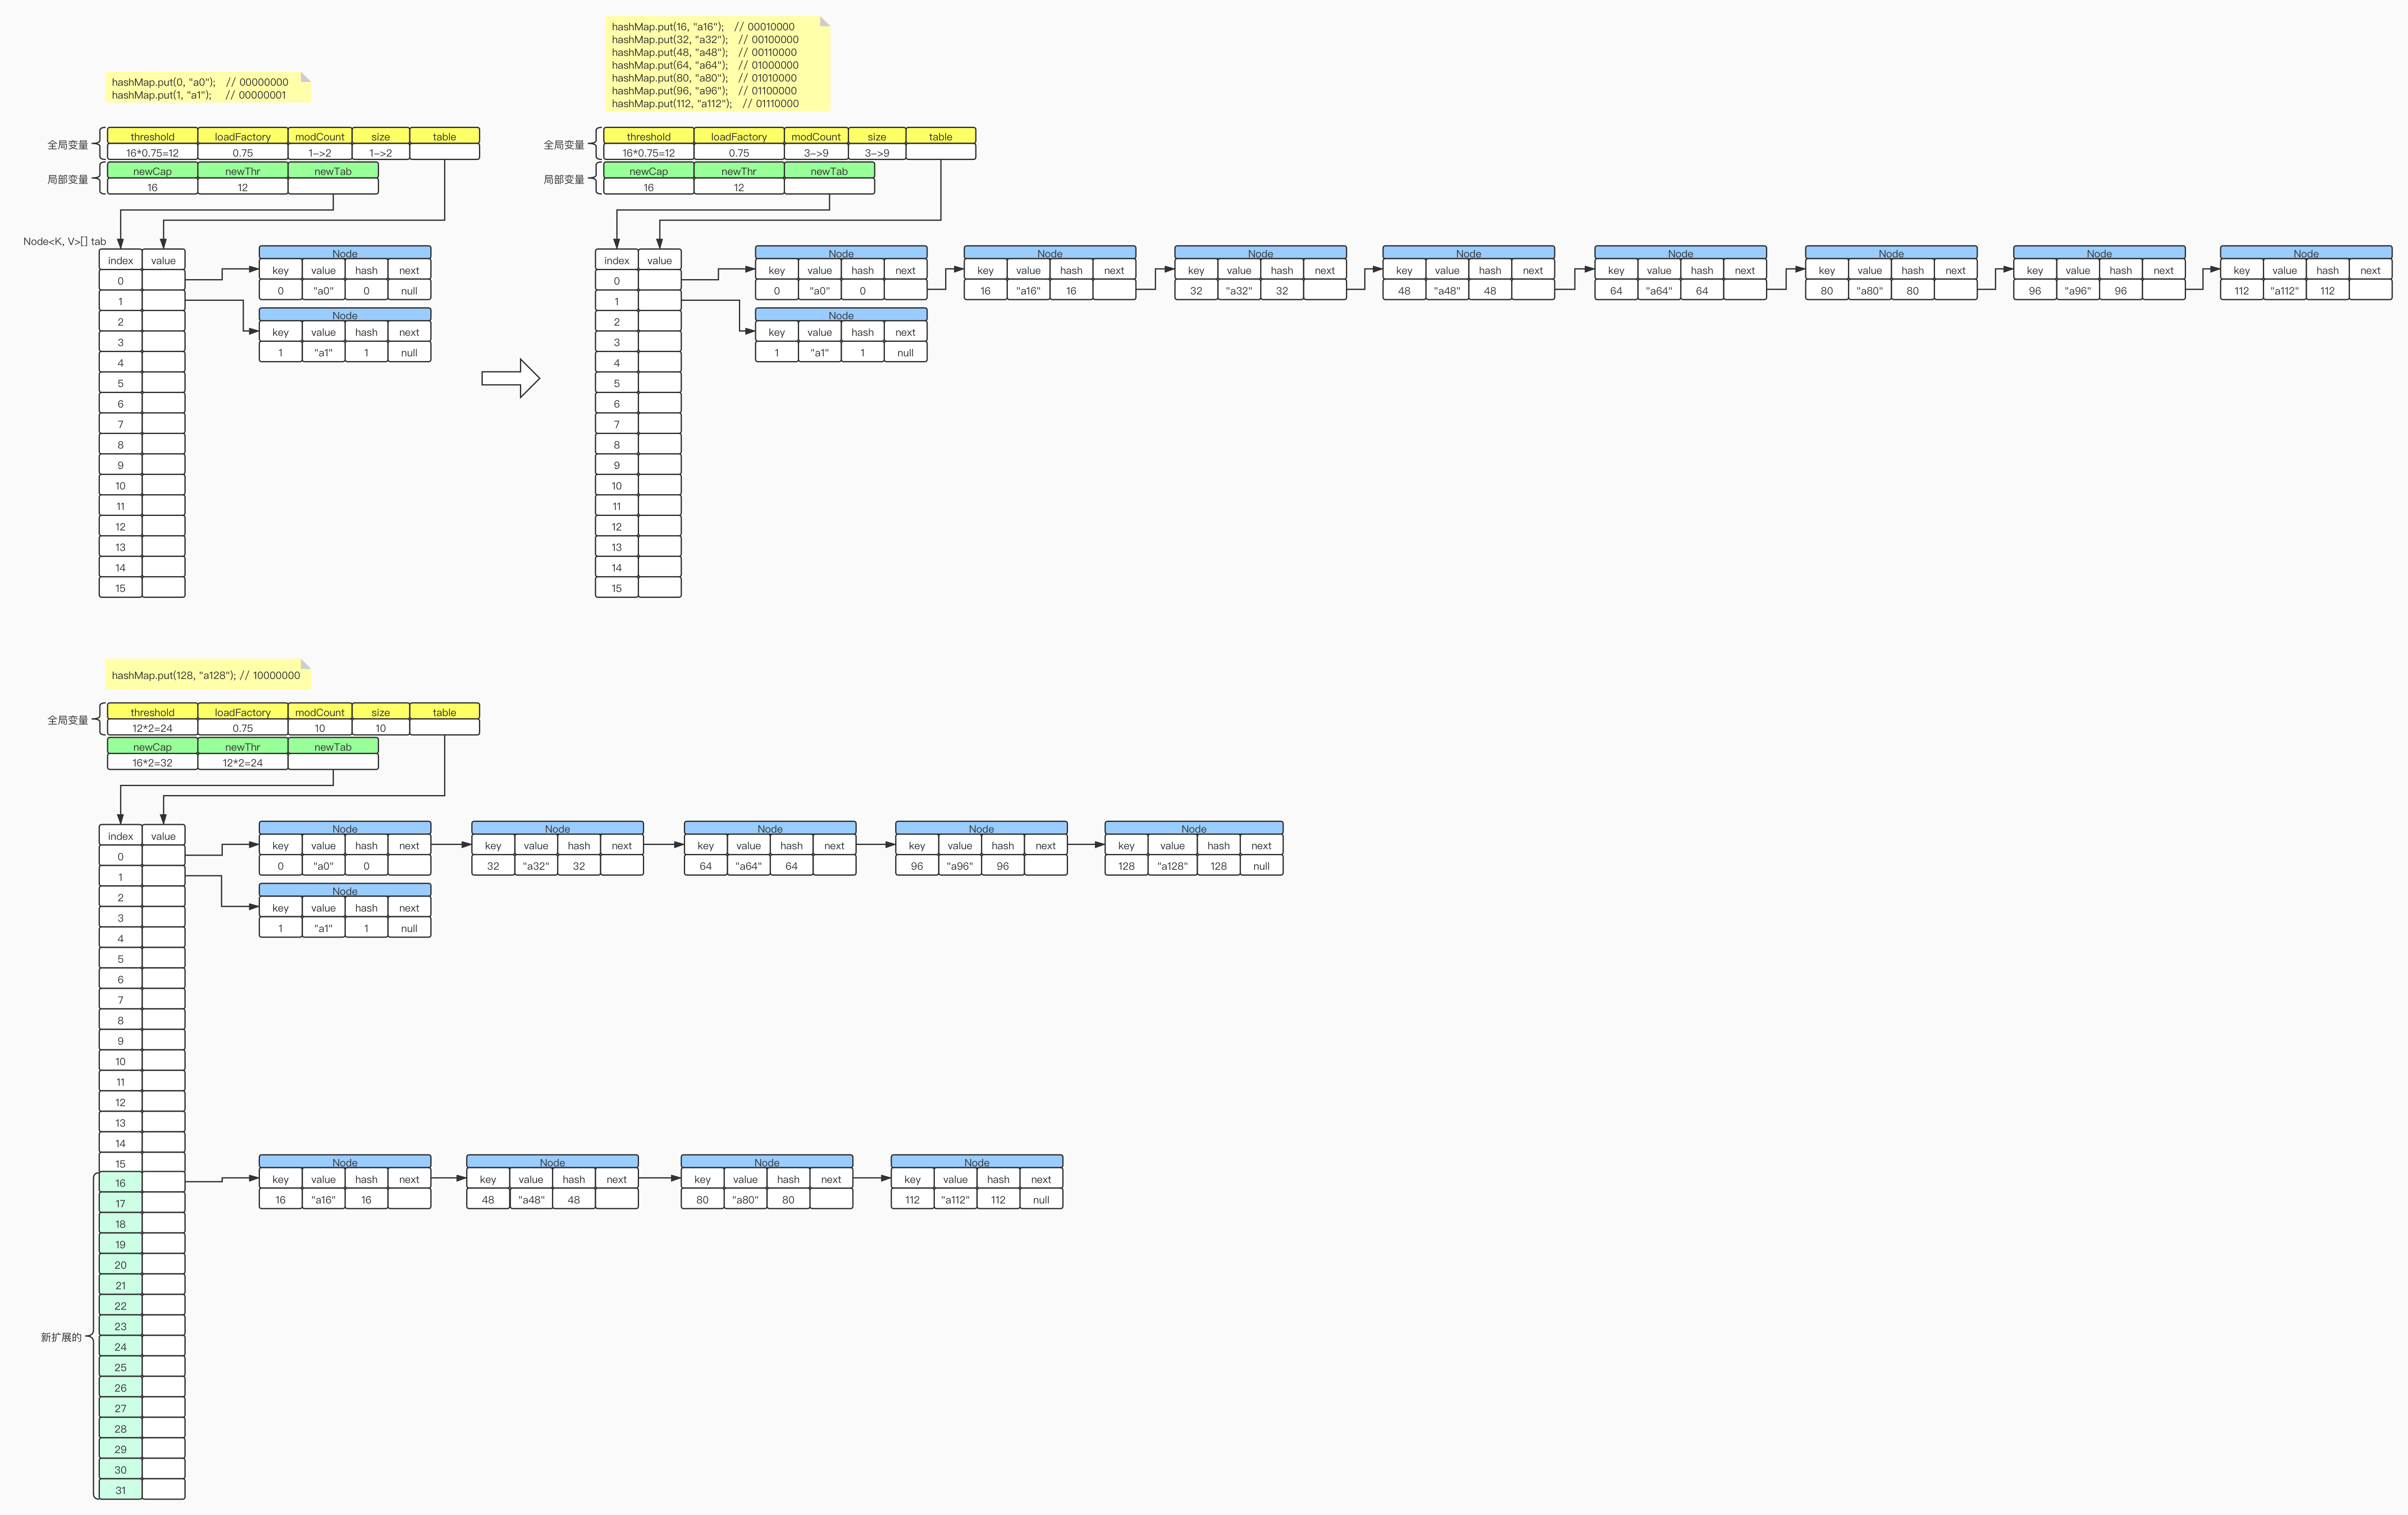 hashMap.put(0, "a0");   // 00000000
hashMap.put(1, "a1");    // 00000001
全局变量
threshold loadFactory modCount size table
16*0.75=12 0.75 1->2 1->2
局部变量
newCap newThr newTab
16 12
Node<K, V>[] tab
index value
0
1
2
3
4
5
6
7
8
9
10
11
12
13
14
15
Node
key value hash next
0 "a0" 0 null
Node
key value hash next
1 "a1" 1 null
hashMap.put(16, "a16");   // 00010000
hashMap.put(32, "a32");   // 00100000
hashMap.put(48, "a48");   // 00110000
hashMap.put(64, "a64");   // 01000000
hashMap.put(80, "a80");   // 01010000
hashMap.put(96, "a96");   // 01100000
hashMap.put(112, "a112");   // 01110000
全局变量
threshold loadFactory modCount size table
16*0.75=12 0.75 3->9 3->9
局部变量
newCap newThr newTab
16 12
index value
0
1
2
3
4
5
6
7
8
9
10
11
12
13
14
15
Node
key value hash next
0 "a0" 0
Node
key value hash next
16 "a16" 16
Node
key value hash next
32 "a32" 32
Node
key value hash next
48 "a48" 48
Node
key value hash next
64 "a64" 64
Node
key value hash next
80 "a80" 80
Node
key value hash next
96 "a96" 96
Node
key value hash next
112 "a112" 112
Node
key value hash next
1 "a1" 1 null
hashMap.put(128, "a128"); // 10000000
全局变量
threshold loadFactory modCount size table
12*2=24 0.75 10 10
newCap newThr newTab
16*2=32 12*2=24
index value
0
1
2
3
4
5
6
7
8
9
10
11
12
13
14
15
16
17
18
19
20
21
22
23
24
25
26
27
28
29
30
31
新扩展的
Node
key value hash next
0 "a0" 0
Node
key value hash next
32 "a32" 32
Node
key value hash next
64 "a64" 64
Node
key value hash next
96 "a96" 96
Node
key value hash next
128 "a128" 128 null
Node
key value hash next
1 "a1" 1 null
Node
key value hash next
16 "a16" 16
Node
key value hash next
48 "a48" 48
Node
key value hash next
80 "a80" 80
Node
key value hash next
112 "a112" 112 null